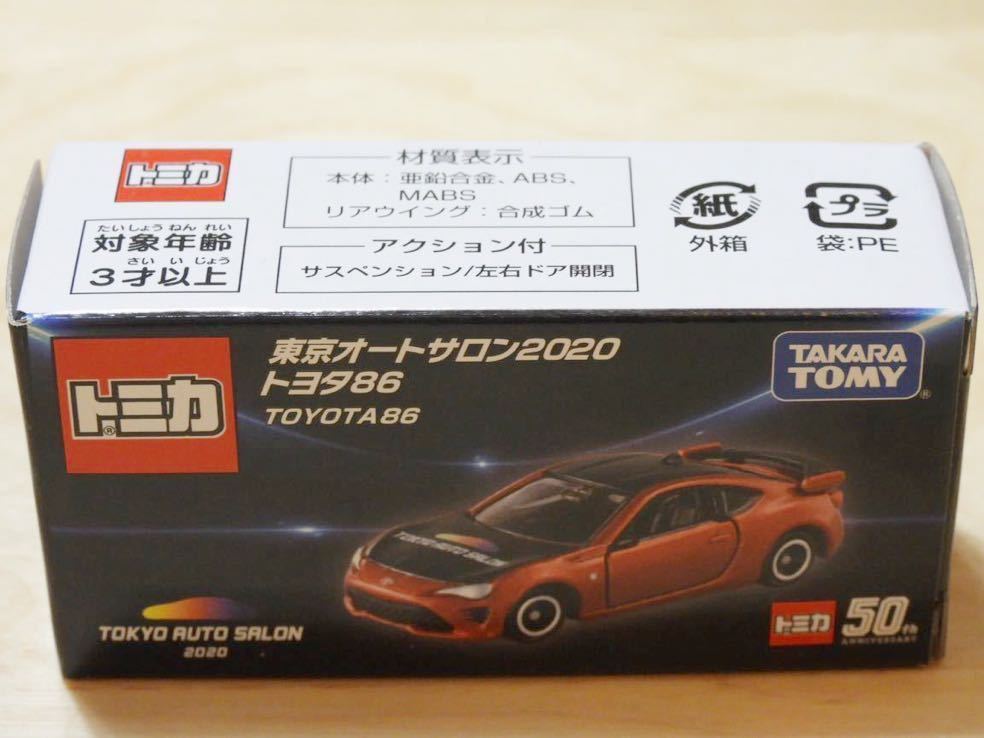 トミカ
たいしょう ねん れい
対象年齢
さい い じょう
3才以上
材質表示
本体：亜鉛合金、ABS、
MABS
リアウイング：合成ゴム
アクション付
サスペンション/左右ドア開閉
紙
外箱
プラ
袋:PE
トミカ®
東京オートサロン2020
トヨタ86
TOYOTA86
TAKARA
TOMY®
TOKYO AUTO SALON
TOKYO AUTO SALON
2020
トミカ
50th
ANNIVERSARY